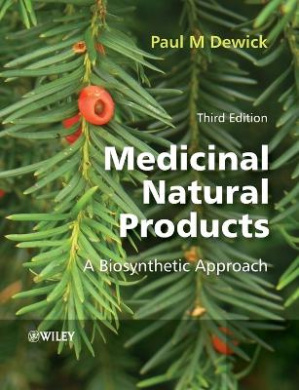 Paul M Dewick
Third Edition
Medicinal
Natural
Products
A Biosynthetic Approach
WILEY